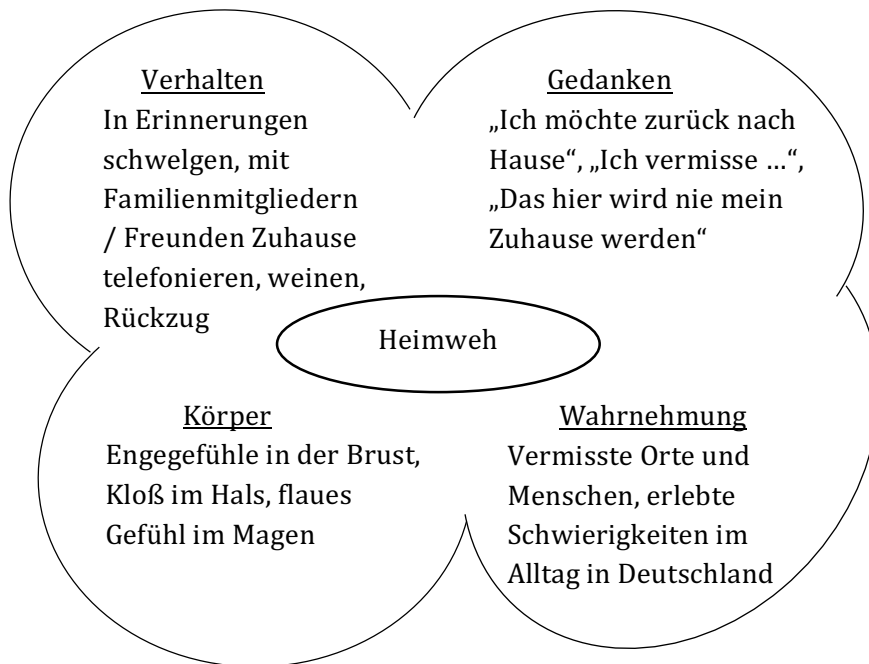 Verhalten
In Erinnerungen
schwelgen, mit
Familienmitgliedern
/ Freunden Zuhause
telefonieren, weinen,
Rückzug
Gedanken
„Ich möchte zurück nach
Hause“, „Ich vermisse …“,
„Das hier wird nie mein
Zuhause werden“
Heimweh
Körper
Engegefühle in der Brust,
Kloß im Hals, flaues
Gefühl im Magen
Wahrnehmung
Vermisste Orte und
Menschen, erlebte
Schwierigkeiten im
Alltag in Deutschland